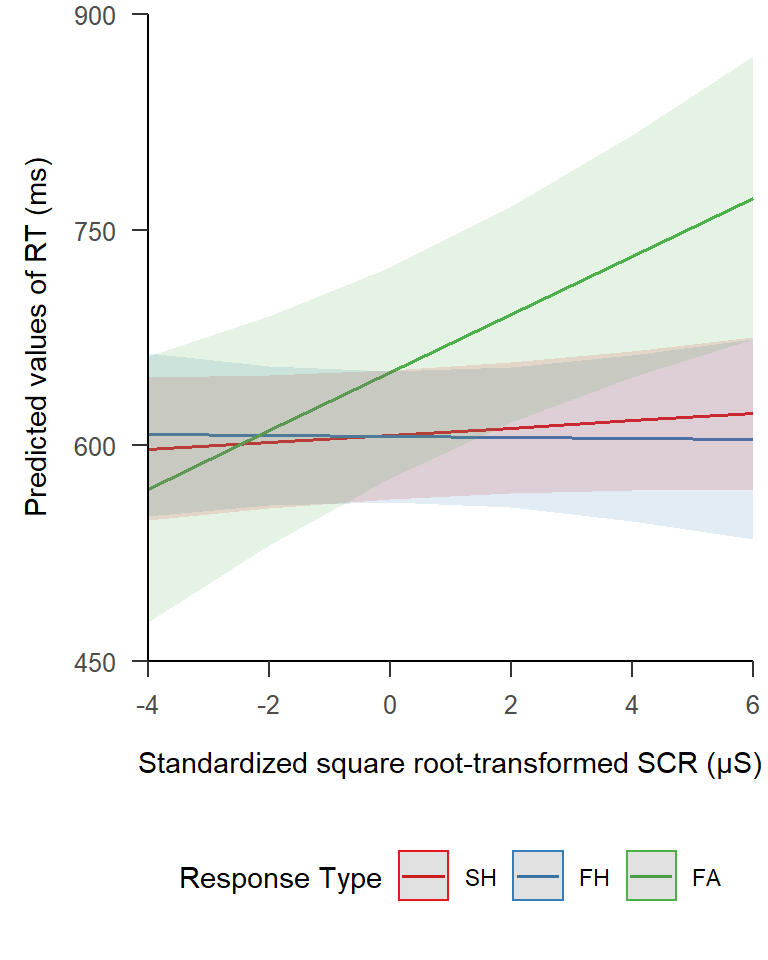 Predicted values of RT (ms)
900
750
600
450
-4 -2 0 2 4 6
Standardized square root-transformed SCR (µS)
Response Type SH FH FA